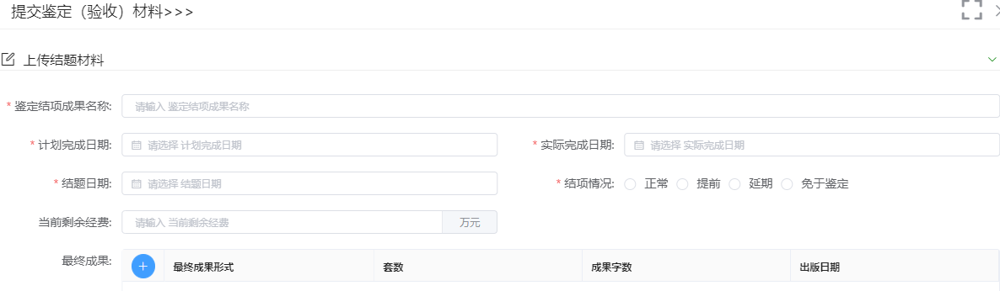 提交鉴定（验收）材料>>>
上传结题材料
* 鉴定结项成果名称: 请输入 鉴定结项成果名称
* 计划完成日期: 请选择 计划完成日期 * 实际完成日期: 请选择 实际完成日期
* 结题日期: 请选择 结题日期 * 结项情况: 正常 提前 延期 免于鉴定
当前剩余经费: 请输入 当前剩余经费 万元
最终成果: + 最终成果形式 套数 成果字数 出版日期